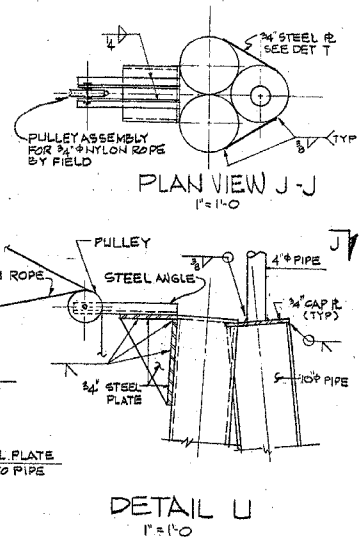 3/4" STEEL PL
SEE DET T
1/4
PULLEY ASSEMBLY
FOR 3/4" Φ NYLON ROPE
BY FIELD
3/8
TYP
PLAN VIEW J-J
1" = 1'-0
PULLEY
ROPE
STEEL ANGLE
3/8
J
4" Φ PIPE
3/4" CAP PL
(TYP)
3/4" STEEL
PLATE
10" Φ PIPE
PLATE
TO PIPE
DETAIL U
1" = 1'-0